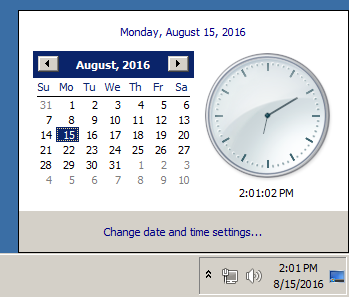 Monday, August 15, 2016
August, 2016
Su Mo Tu We Th Fr Sa
31 1 2 3 4 5 6
7 8 9 10 11 12 13
14 15 16 17 18 19 20
21 22 23 24 25 26 27
28 29 30 31 1 2 3
4 5 6 7 8 9 10
2:01:02 PM
Change date and time settings...
2:01 PM
8/15/2016